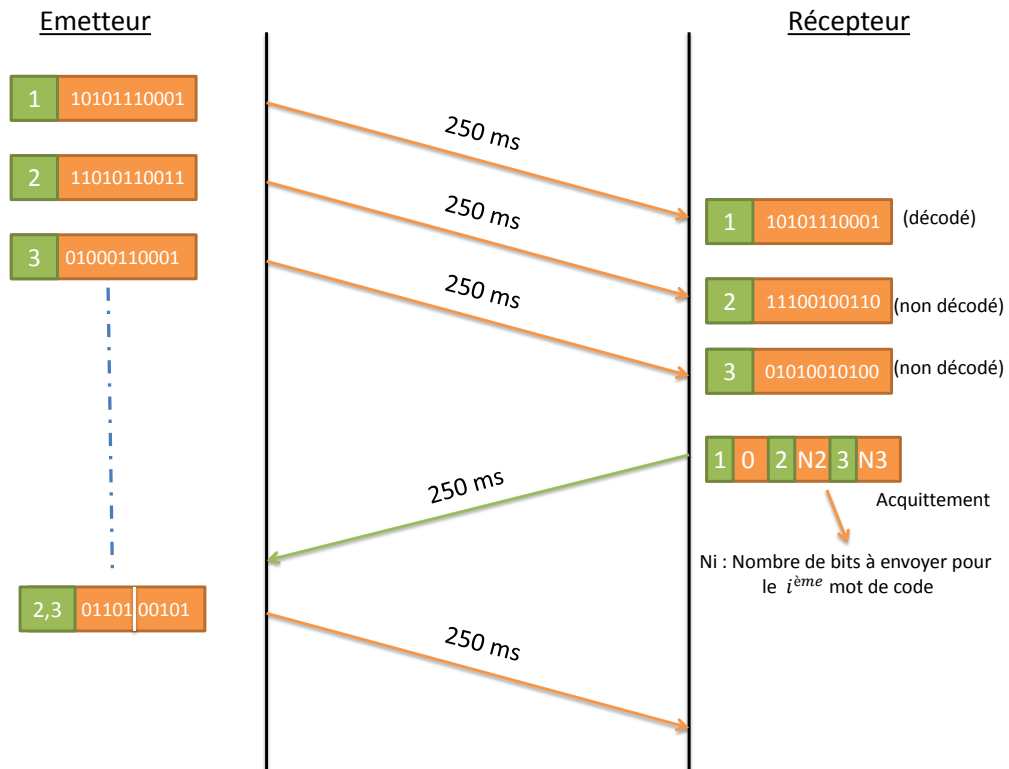 Emetteur
Récepteur
1 10101110001
250 ms
2 11010110011
250 ms
1 10101110001 (décodé)
3 01000110001
250 ms
2 11100100110 (non décodé)
3 01010010100 (non décodé)
1 0 2 N2 3 N3
250 ms
Acquittement
Ni : Nombre de bits à envoyer pour
le ième mot de code
2,3 01101 00101
250 ms